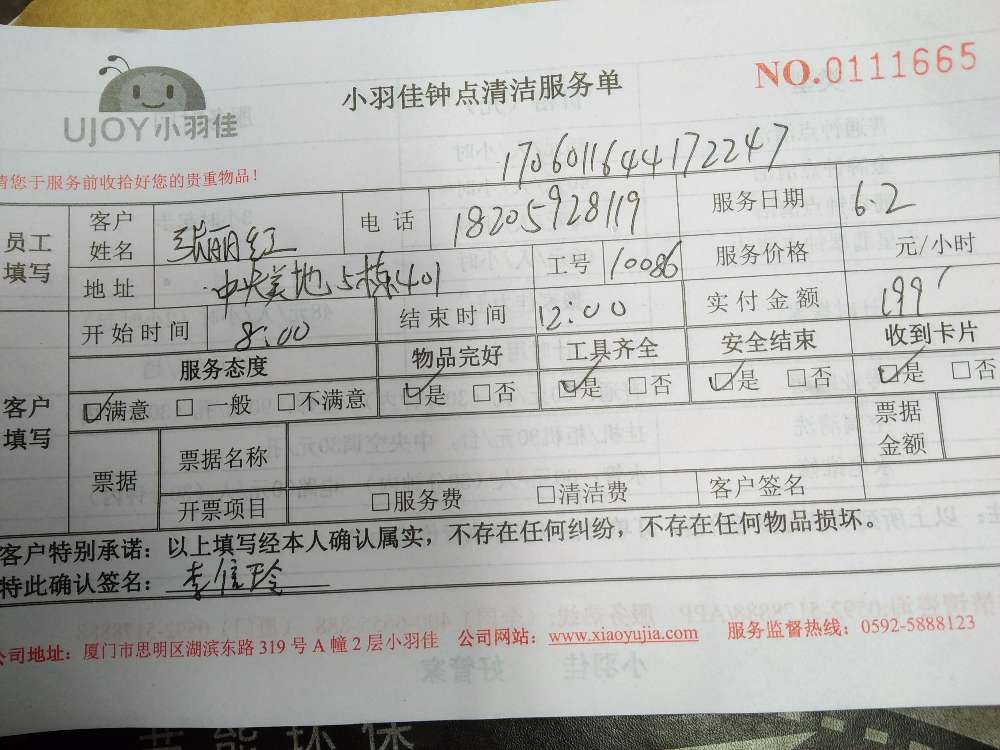 UJOY小羽佳
小羽佳钟点清洁服务单
NO.0111665
1706011644172247
请您于服务前收拾好您的贵重物品！
员工填写
客户姓名 张丽红 电话 18205928119 服务日期 6.2
地址 中央美地5栋401 工号 10086 服务价格 元/小时
开始时间 8:00 结束时间 12:00 实付金额 199
客户填写
服务态度 物品完好 工具齐全 安全结束 收到卡片
☑满意 □一般 □不满意 ☑是 □否 ☑是 □否 ☑是 □否 ☑是 □否
票据 票据名称 票据金额
开票项目 □服务费 □清洁费 客户签名
客户特别承诺：以上填写经本人确认属实，不存在任何纠纷，不存在任何物品损坏。
特此确认签名：李信玲
公司地址：厦门市思明区湖滨东路319号A幢2层小羽佳 公司网站：www.xiaoyujia.com 服务监督热线：0592-5888123